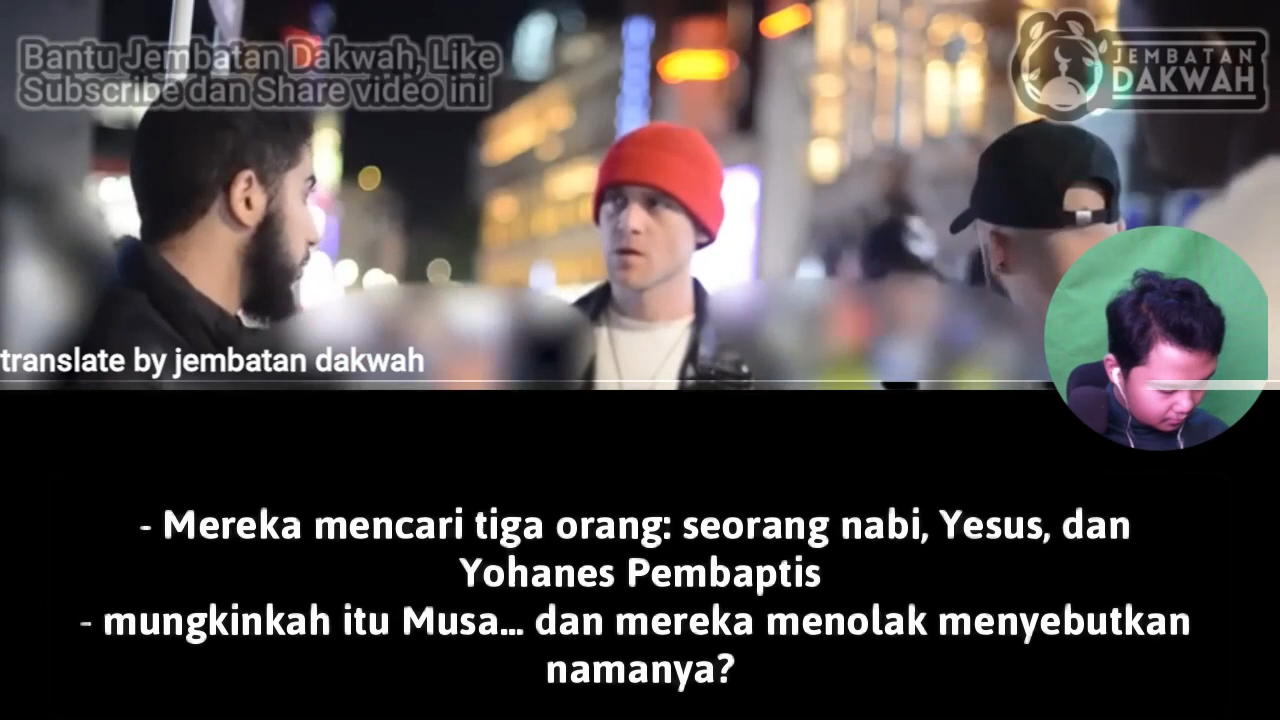 Bantu Jembatan Dakwah, Like
Subscribe dan Share video ini
JEMBATAN
DAKWAH
translate by jembatan dakwah
- Mereka mencari tiga orang: seorang nabi, Yesus, dan
Yohanes Pembaptis
- mungkinkah itu Musa... dan mereka menolak menyebutkan
namanya?